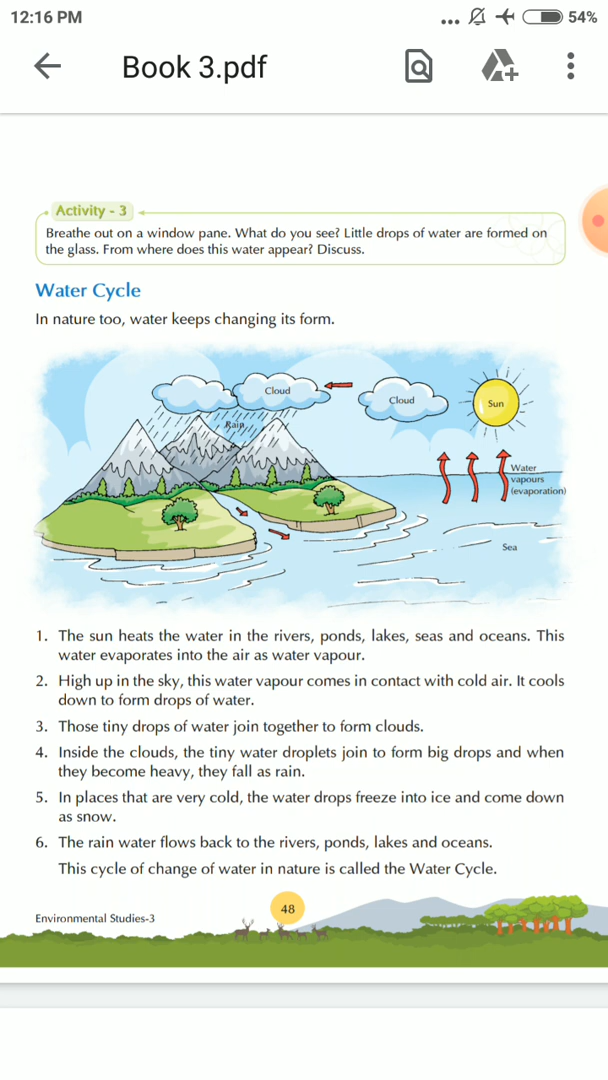 12:16 PM
... 54%
Book 3.pdf
Activity - 3
Breathe out on a window pane. What do you see? Little drops of water are formed on
the glass. From where does this water appear? Discuss.
Water Cycle
In nature too, water keeps changing its form.
Cloud
Cloud
Sun
Rain
Water
vapours
(evaporation)
Sea
1. The sun heats the water in the rivers, ponds, lakes, seas and oceans. This
water evaporates into the air as water vapour.
2. High up in the sky, this water vapour comes in contact with cold air. It cools
down to form drops of water.
3. Those tiny drops of water join together to form clouds.
4. Inside the clouds, the tiny water droplets join to form big drops and when
they become heavy, they fall as rain.
5. In places that are very cold, the water drops freeze into ice and come down
as snow.
6. The rain water flows back to the rivers, ponds, lakes and oceans.
This cycle of change of water in nature is called the Water Cycle.
Environmental Studies-3
48